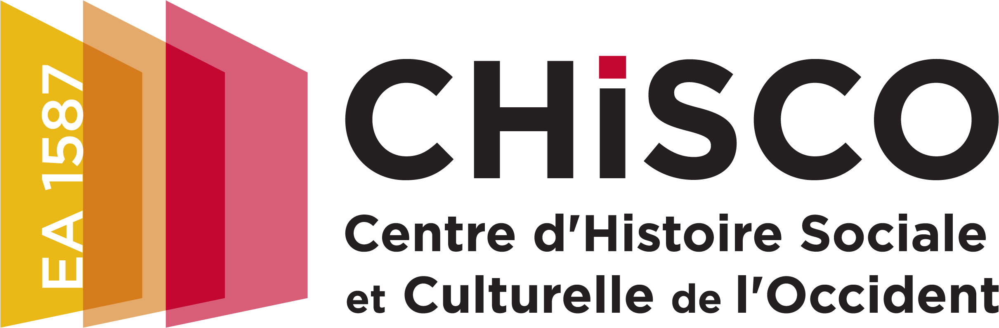 EA 1587
CHiSCO
Centre d'Histoire Sociale
et Culturelle de l'Occident